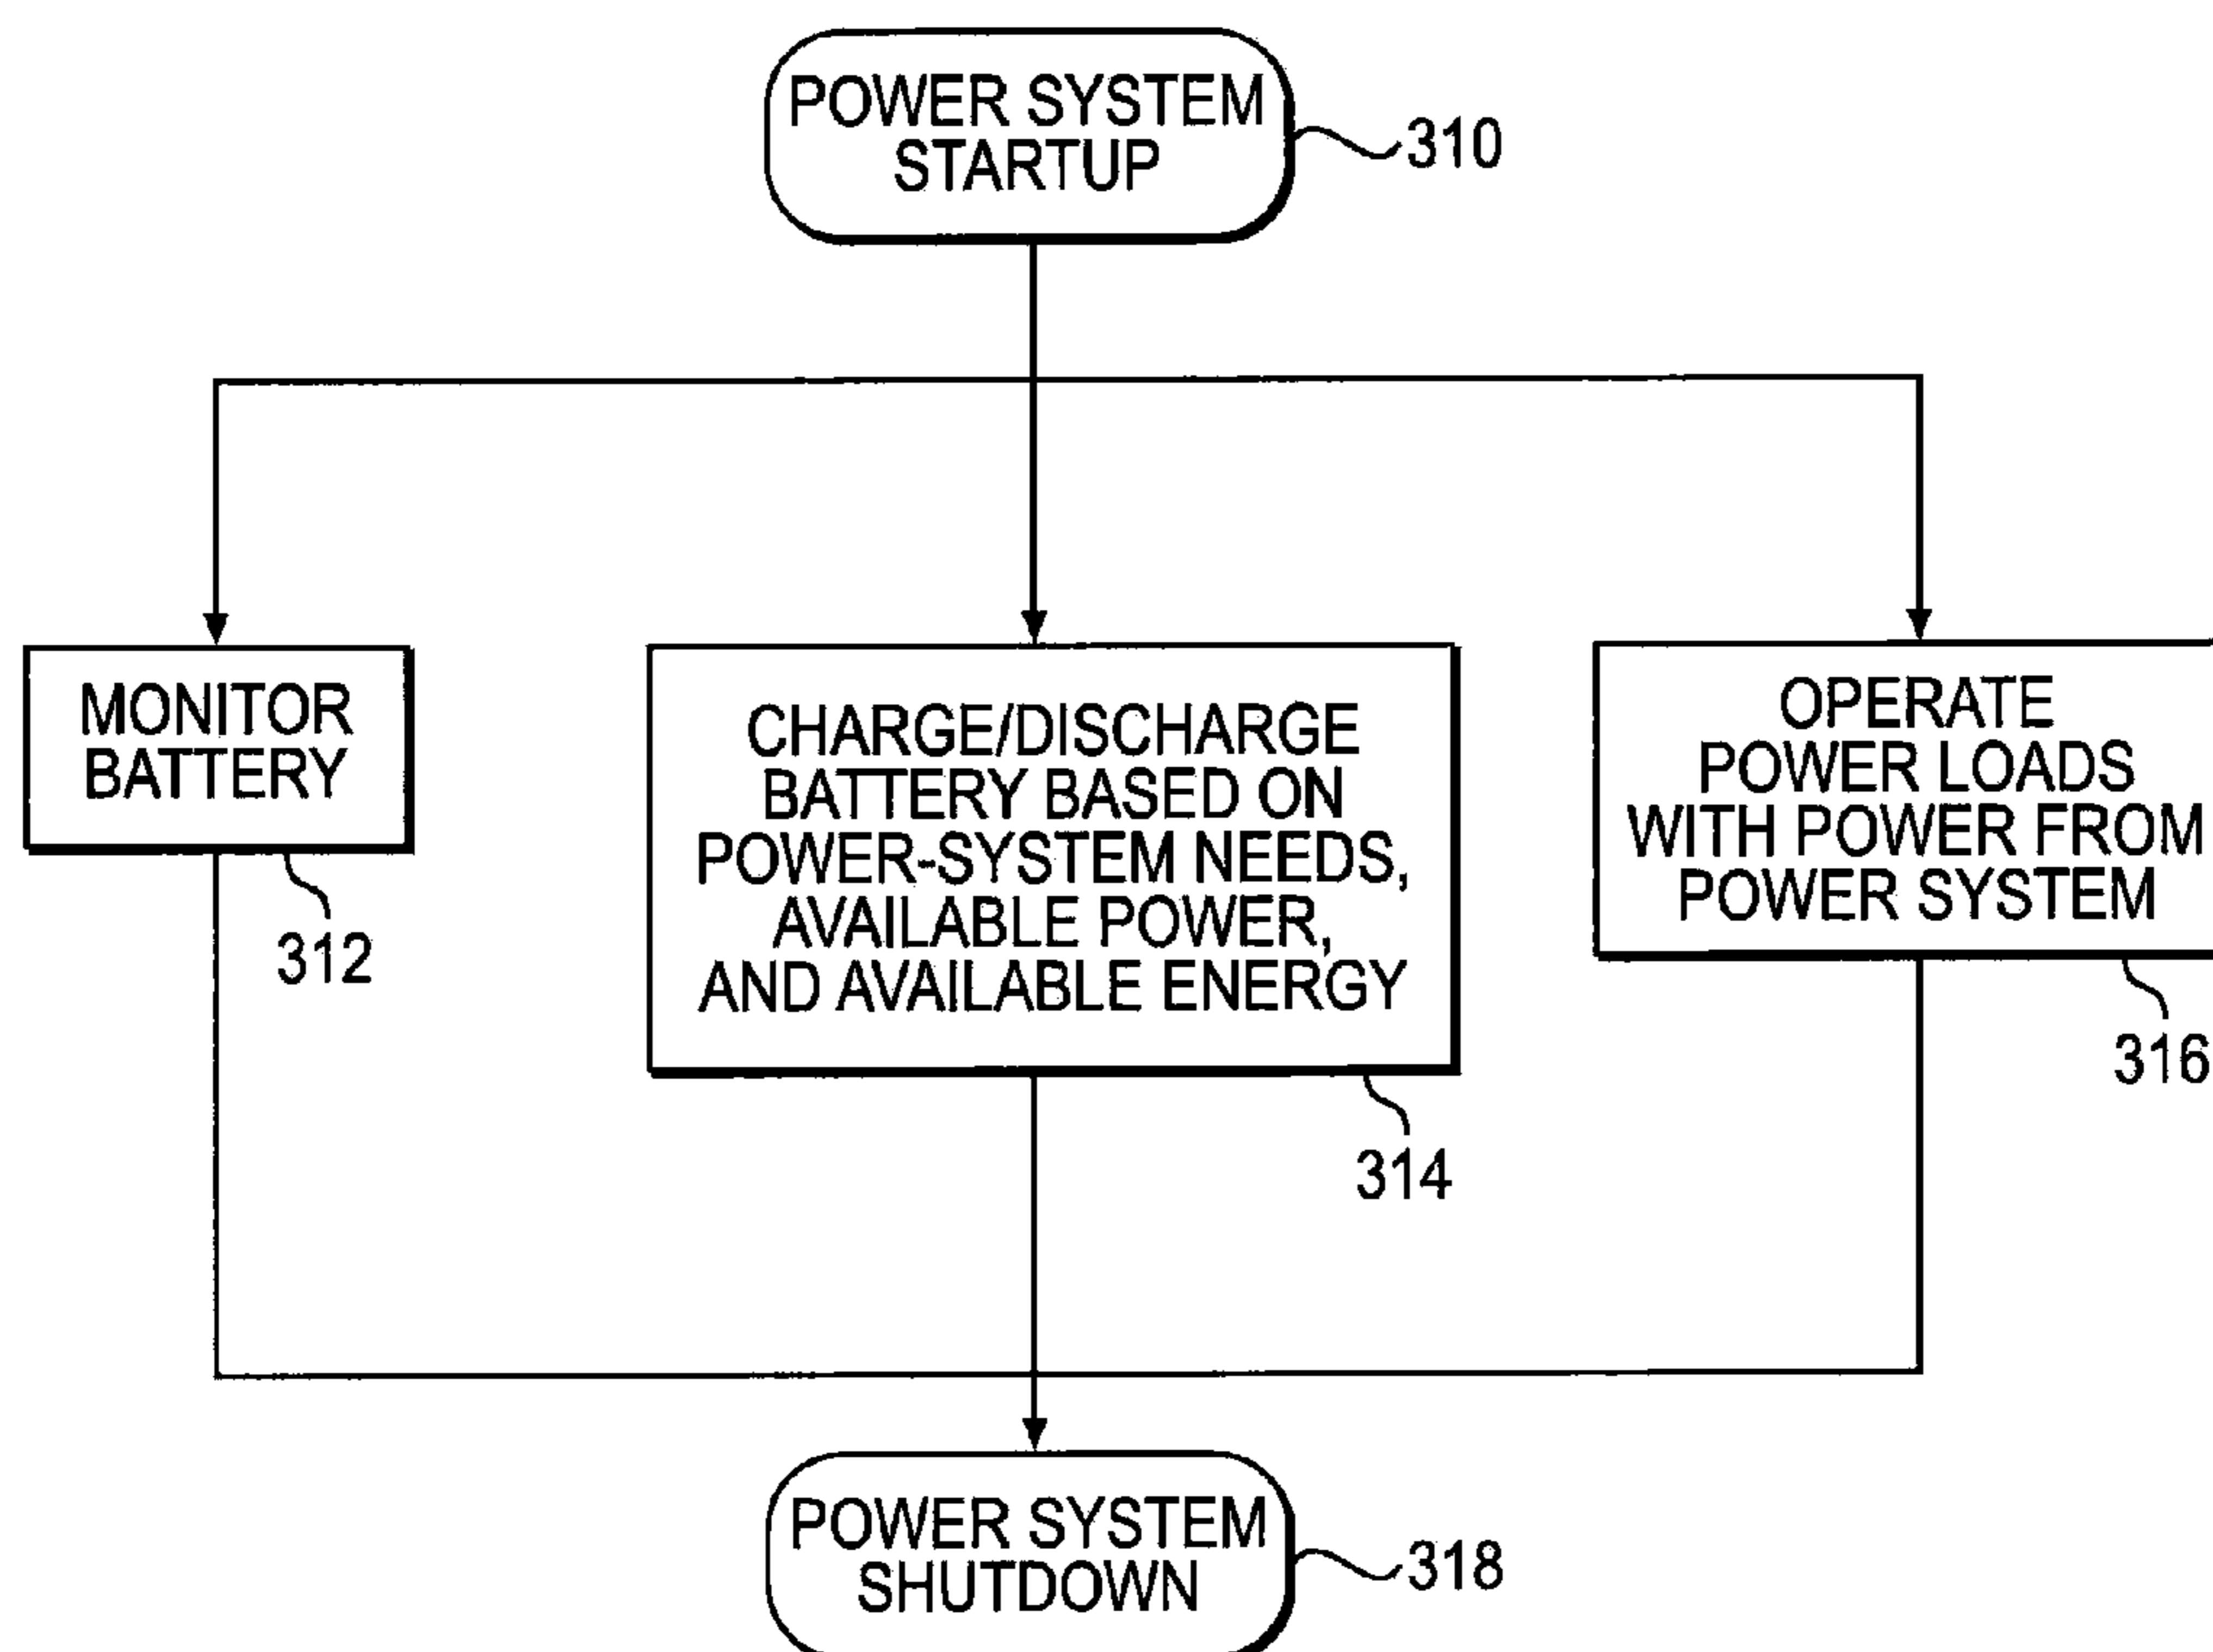 POWER SYSTEM
STARTUP
310
MONITOR
BATTERY
312
CHARGE/DISCHARGE
BATTERY BASED ON
POWER-SYSTEM NEEDS,
AVAILABLE POWER,
AND AVAILABLE ENERGY
314
OPERATE
POWER LOADS
WITH POWER FROM
POWER SYSTEM
316
POWER SYSTEM
SHUTDOWN
318